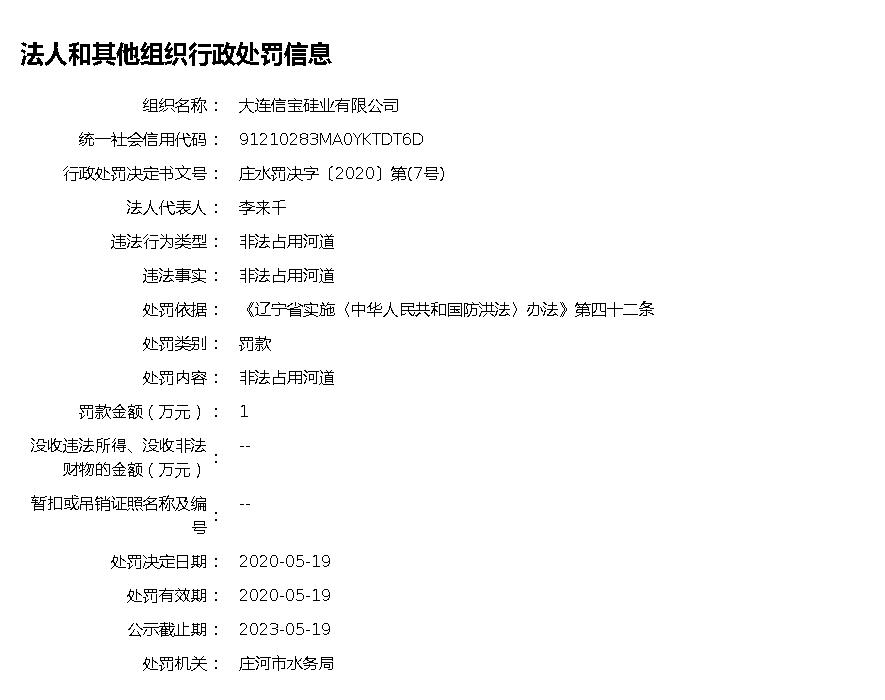 法人和其他组织行政处罚信息
组织名称： 大连信宝硅业有限公司
统一社会信用代码： 91210283MA0YKTDT6D
行政处罚决定书文号： 庄水罚决字〔2020〕第(7号)
法人代表人： 李来千
违法行为类型： 非法占用河道
违法事实： 非法占用河道
处罚依据： 《辽宁省实施〈中华人民共和国防洪法〉办法》第四十二条
处罚类别： 罚款
处罚内容： 非法占用河道
罚款金额（万元）： 1
没收违法所得、没收非法
财物的金额（万元）： --
暂扣或吊销证照名称及编
号： --
处罚决定日期： 2020-05-19
处罚有效期： 2020-05-19
公示截止期： 2023-05-19
处罚机关： 庄河市水务局